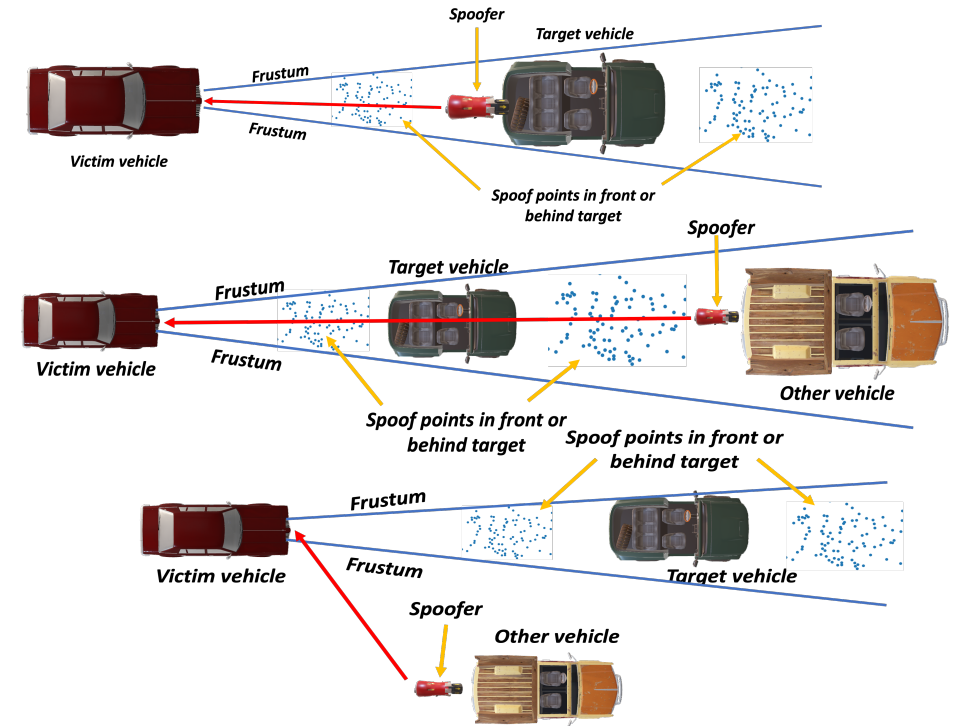 Spoofer
Target vehicle
Frustum
Frustum
Victim vehicle
Spoof points in front or
behind target
Spoofer
Target vehicle
Frustum
Frustum
Victim vehicle
Other vehicle
Spoof points in front or
behind target
Spoof points in front or
behind target
Frustum
Frustum
Victim vehicle
Target vehicle
Spoofer
Other vehicle